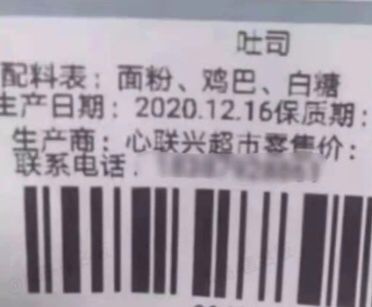 吐司
配料表：面粉、鸡巴、白糖
生产日期：2020.12.16保质期：
生产商：心联兴超市零售价：
联系电话：